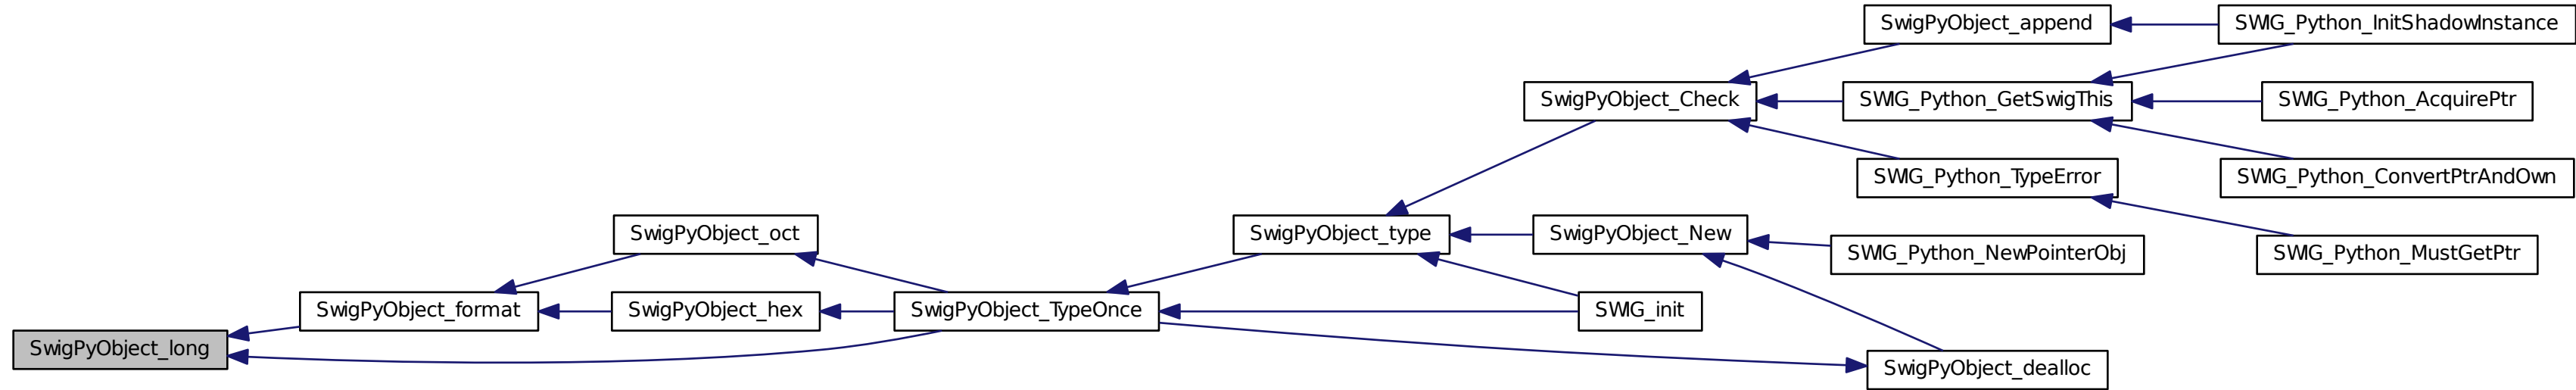 SwigPyObject_append
SWIG_Python_InitShadowInstance
SwigPyObject_Check
SWIG_Python_GetSwigThis
SWIG_Python_AcquirePtr
SWIG_Python_TypeError
SWIG_Python_ConvertPtrAndOwn
SwigPyObject_oct
SwigPyObject_type
SwigPyObject_New
SWIG_Python_NewPointerObj
SWIG_Python_MustGetPtr
SwigPyObject_format
SwigPyObject_hex
SwigPyObject_TypeOnce
SWIG_init
SwigPyObject_long
SwigPyObject_dealloc